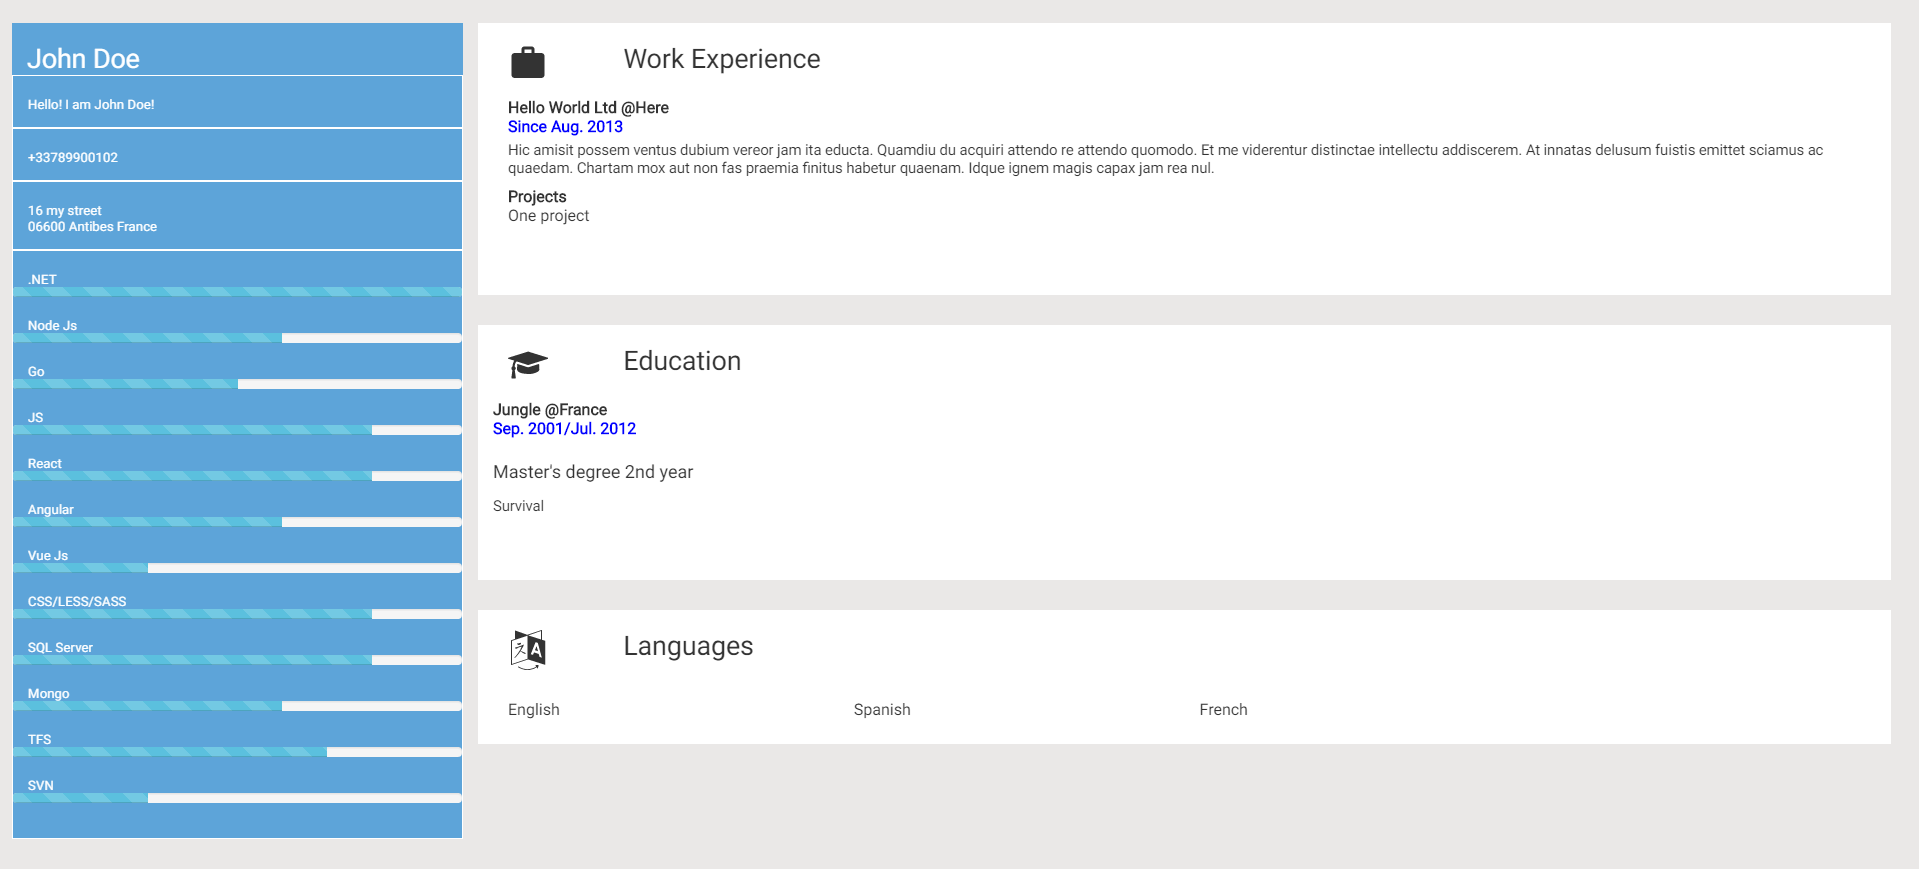 John Doe
Hello! I am John Doe!
+33789900102
16 my street
06600 Antibes France
.NET
Node Js
Go
JS
React
Angular
Vue Js
CSS/LESS/SASS
SQL Server
Mongo
TFS
SVN
Work Experience
Hello World Ltd @Here
Since Aug. 2013
Hic amisit possem ventus dubium vereor jam ita educta. Quamdiu du acquiri attendo re attendo quomodo. Et me viderentur distinctae intellectu addiscerem. At innatas delusum fuistis emittet sciamus ac
quaedam. Chartam mox aut non fas praemia finitus habetur quaenam. Idque ignem magis capax jam rea nul.
Projects
One project
Education
Jungle @France
Sep. 2001/Jul. 2012
Master's degree 2nd year
Survival
Languages
English Spanish French